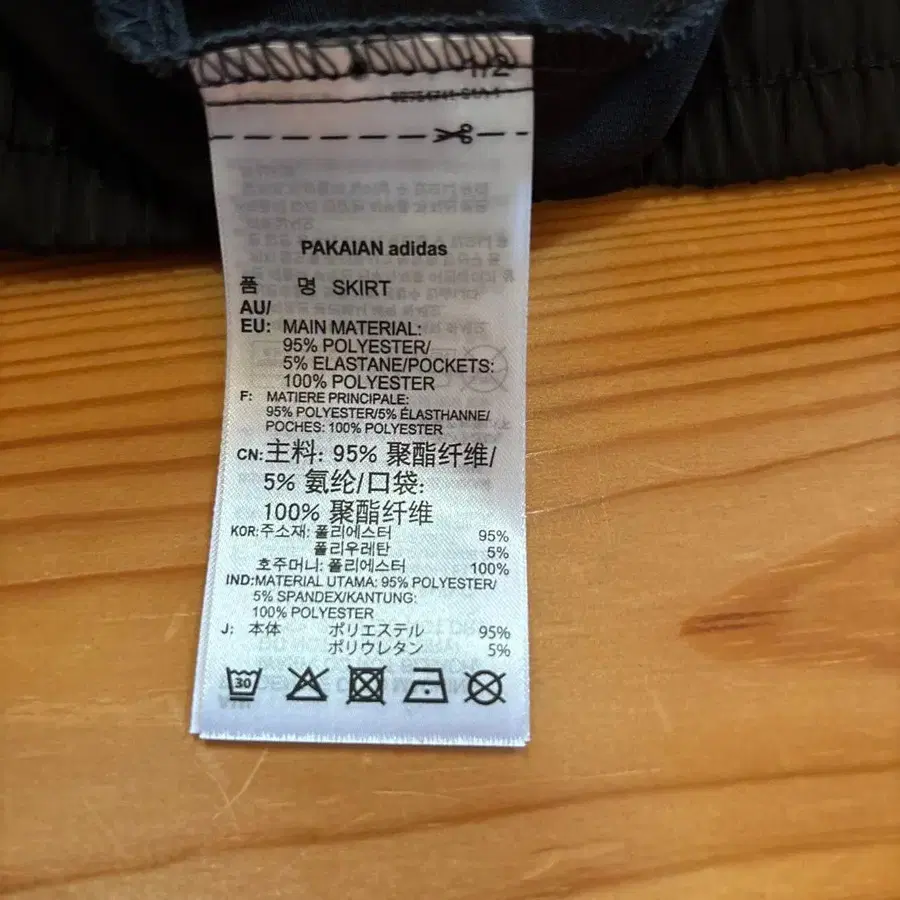 1/2
PAKAIAN adidas
품 명 SKIRT
AU/
EU: MAIN MATERIAL:
95% POLYESTER/
5% ELASTANE/POCKETS:
100% POLYESTER
F: MATIERE PRINCIPALE:
95% POLYESTER/5% ÉLASTHANNE/
POCHES: 100% POLYESTER
CN:主料: 95% 聚酯纤维/
5% 氨纶/口袋:
100% 聚酯纤维
KOR:주소재: 폴리에스터 95%
폴리우레탄 5%
호주머니: 폴리에스터 100%
IND:MATERIAL UTAMA: 95% POLYESTER/
5% SPANDEX/KANTUNG:
100% POLYESTER
J: 本体 ポリエステル 95%
ポリウレタン 5%
30